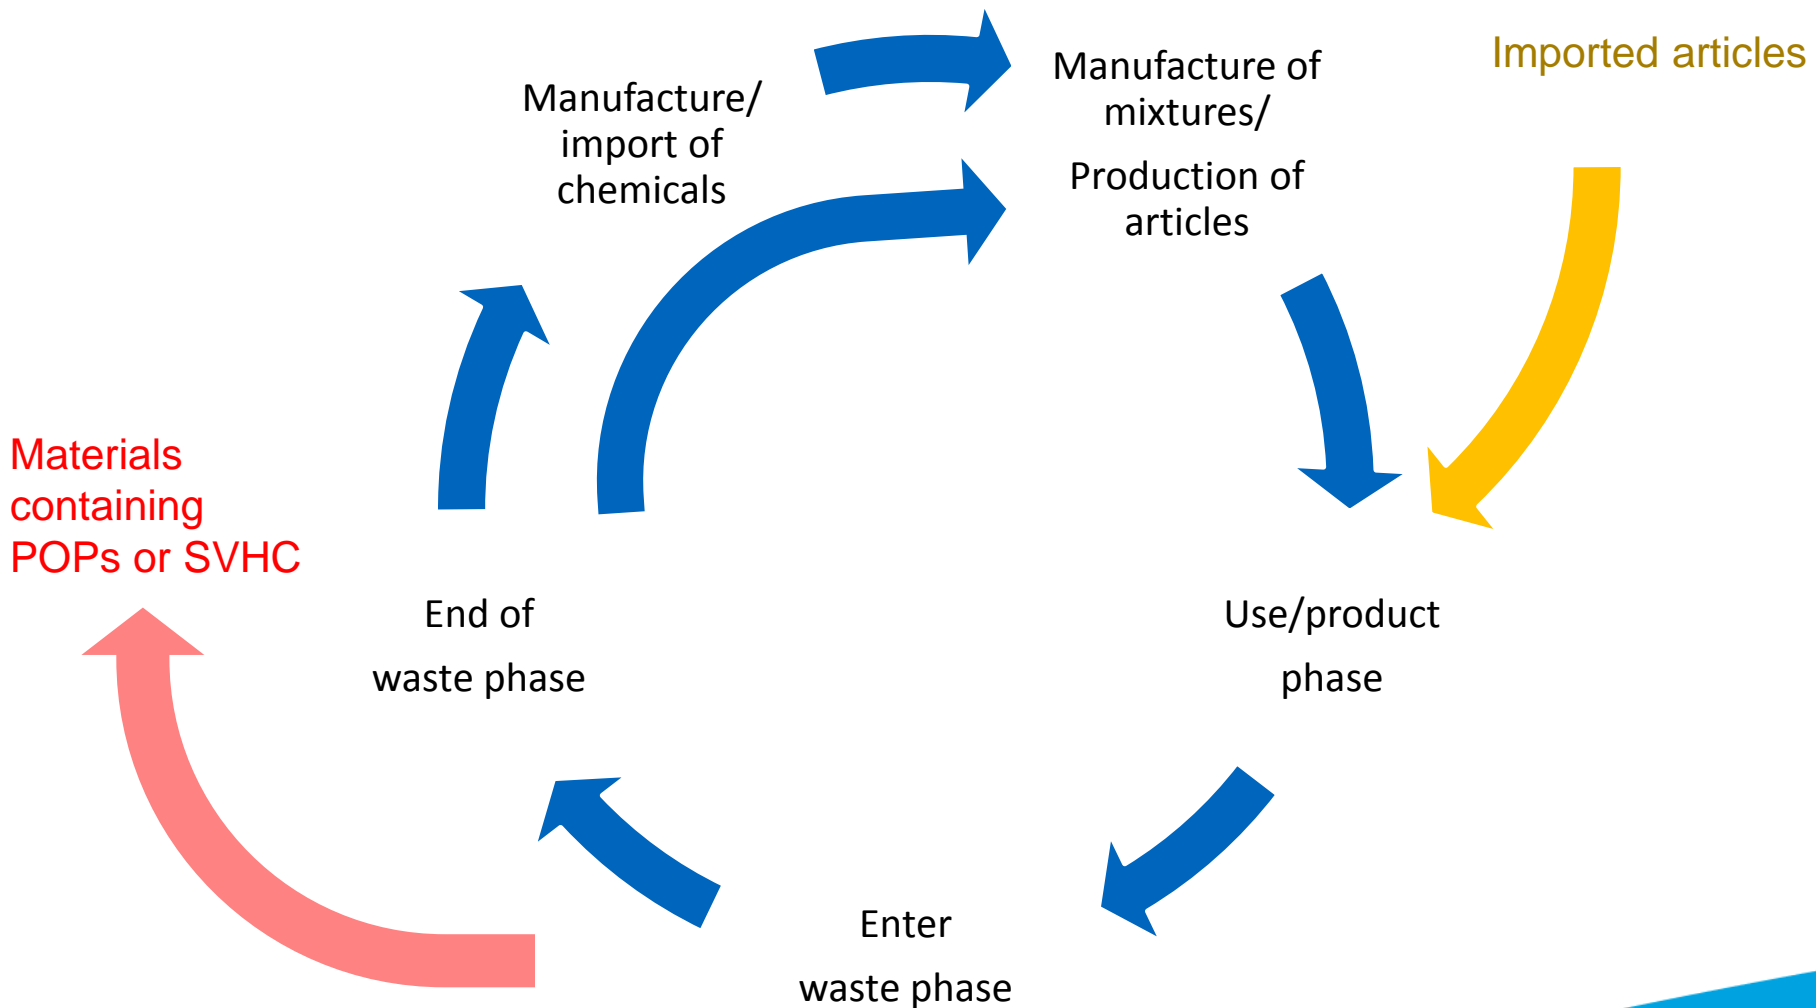 Manufacture/
import of
chemicals
Manufacture of
mixtures/
Production of
articles
Imported articles
Materials
containing
POPs or SVHC
End of
waste phase
Use/product
phase
Enter
waste phase